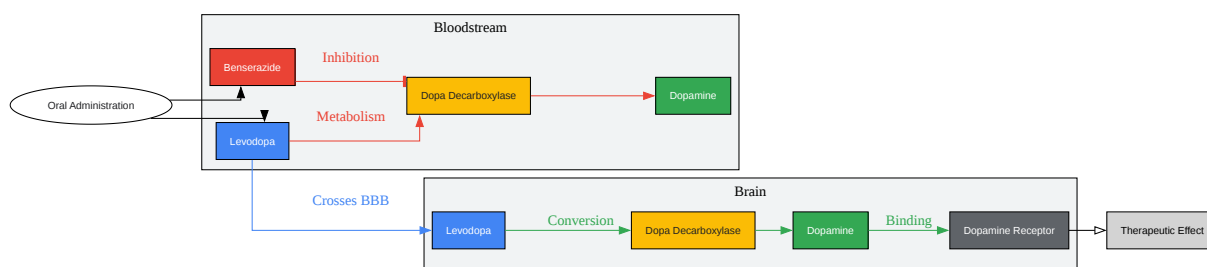 Bloodstream
Inhibition
Benserazide
Dopa Decarboxylase
Dopamine
Oral Administration
Metabolism
Levodopa
Brain
Crosses BBB
Conversion
Binding
Levodopa
Dopa Decarboxylase
Dopamine
Dopamine Receptor
Therapeutic Effect